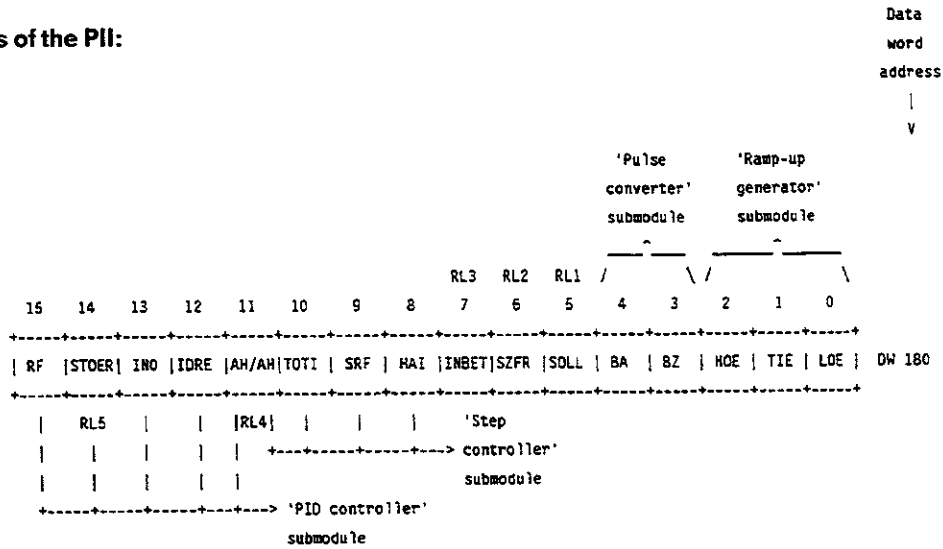 s of the PII:
Data
word
address
|
V
'Pulse 'Ramp-up
converter' generator'
submodule submodule
RL3 RL2 RL1 / \ / \
15 14 13 12 11 10 9 8 7 6 5 4 3 2 1 0
+-----+-----+-----+-----+-----+-----+-----+-----+-----+-----+-----+-----+-----+-----+-----+-----+
| RF |STOER| INO |IDRE |AH/AH|TOTI | SRF | HAI |INBET|SZFR |SOLL | BA | BZ | HOE | TIE | LOE | DW 180
+-----+-----+-----+-----+-----+-----+-----+-----+-----+-----+-----+-----+-----+-----+-----+-----+
| RL5 | | |RL4| | | | 'Step
| | | | | +---+-----+-----+---> controller'
| | | | | submodule
+-----+-----+-----+---+---> 'PID controller'
submodule